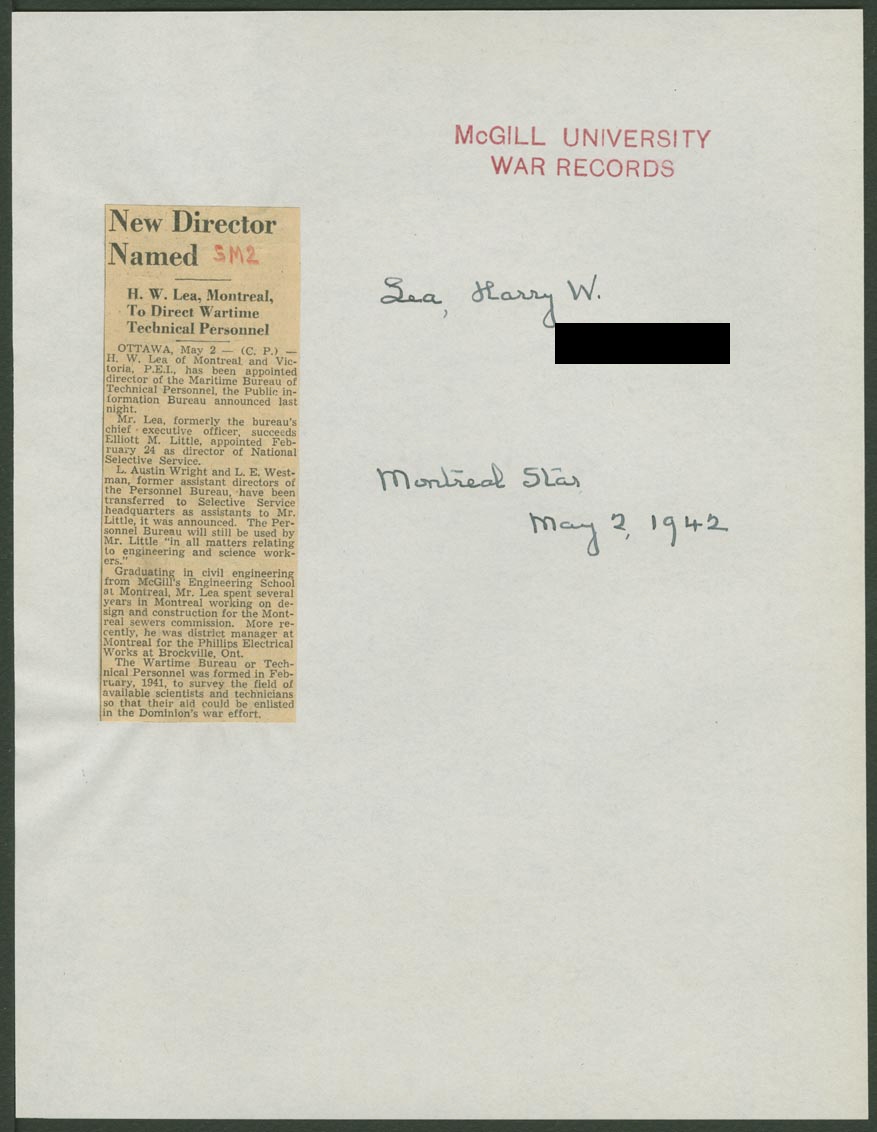 McGILL UNIVERSITY
WAR RECORDS
New Director
Named SM2
H. W. Lea, Montreal,
To Direct Wartime
Technical Personnel
OTTAWA, May 2 — (C. P.) —
H. W. Lea of Montreal and Vic-
toria, P.E.I., has been appointed
director of the Maritime Bureau of
Technical Personnel, the Public in-
formation Bureau announced last
night.
Mr. Lea, formerly the bureau's
chief executive officer, succeeds
Elliott M. Little, appointed Feb-
ruary 24 as director of National
Selective Service.
L. Austin Wright and L. E. West-
man, former assistant directors of
the Personnel Bureau, have been
transferred to Selective Service
headquarters as assistants to Mr.
Little, it was announced. The Per-
sonnel Bureau will still be used by
Mr. Little "in all matters relating
to engineering and science work-
ers."
Graduating in civil engineering
from McGill's Engineering School
at Montreal, Mr. Lea spent several
years in Montreal working on de-
sign and construction for the Mont-
real sewers commission. More re-
cently, he was district manager at
Montreal for the Phillips Electrical
Works at Brockville, Ont.
The Wartime Bureau or Tech-
nical Personnel was formed in Feb-
ruary, 1941, to survey the field of
available scientists and technicians
so that their aid could be enlisted
in the Dominion's war effort.
Lea, Harry W.
Montreal Star
May 2, 1942